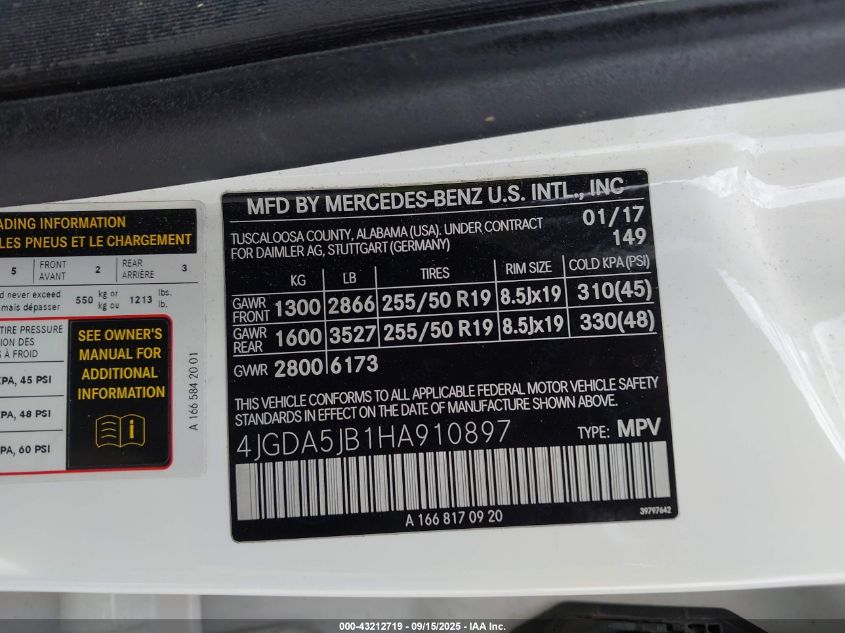 ADING INFORMATION
LES PNEUS ET LE CHARGEMENT
5 FRONT AVANT 2 REAR ARRIÈRE 3
d never exceed
mais dépasser 550 kg or kg ou 1213 lbs. lb.
TIRE PRESSURE
ION DES
À FROID
PA, 45 PSI
PA, 48 PSI
PA, 60 PSI
SEE OWNER'S
MANUAL FOR
ADDITIONAL
INFORMATION
A 166 584 20 01
MFD BY MERCEDES-BENZ U.S. INTL., INC
TUSCALOOSA COUNTY, ALABAMA (USA). UNDER CONTRACT
FOR DAIMLER AG, STUTTGART (GERMANY)
01/17
149
KG LB TIRES RIM SIZE COLD KPA (PSI)
GAWR FRONT 1300 2866 255/50 R19 8.5Jx19 310(45)
GAWR REAR 1600 3527 255/50 R19 8.5Jx19 330(48)
GVWR 2800 6173
THIS VEHICLE CONFORMS TO ALL APPLICABLE FEDERAL MOTOR VEHICLE SAFETY
STANDARDS IN EFFECT ON THE DATE OF MANUFACTURE SHOWN ABOVE.
4JGDA5JB1HA910897 TYPE: MPV
A 166 817 09 20
39797642
000-43212719 - 09/15/2025 - IAA Inc.